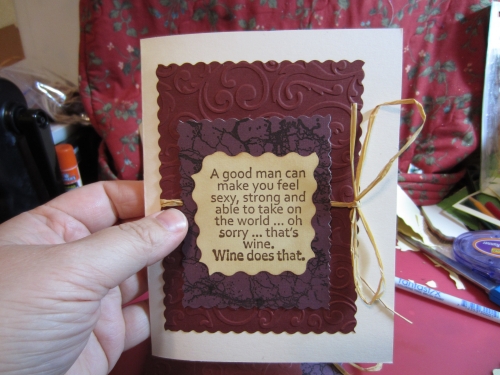 A good man can
make you feel
sexy, strong and
able to take on
the world ... oh
sorry ... that's
wine.
Wine does that.